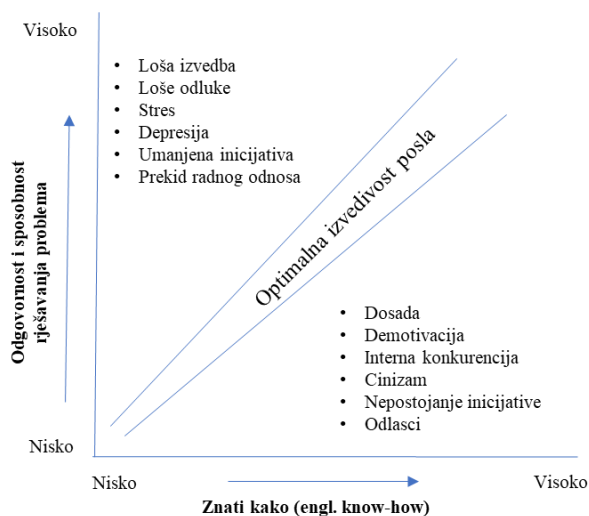 Visoko
• Loša izvedba
• Loše odluke
• Stres
• Depresija
• Umanjena inicijativa
• Prekid radnog odnosa
Odgovornost i sposobnost
rješavanja problema
Optimalna izvedivost posla
• Dosada
• Demotivacija
• Interna konkurencija
• Cinizam
• Nepostojanje inicijative
• Odlasci
Nisko
Nisko
Visoko
Znati kako (engl. know-how)